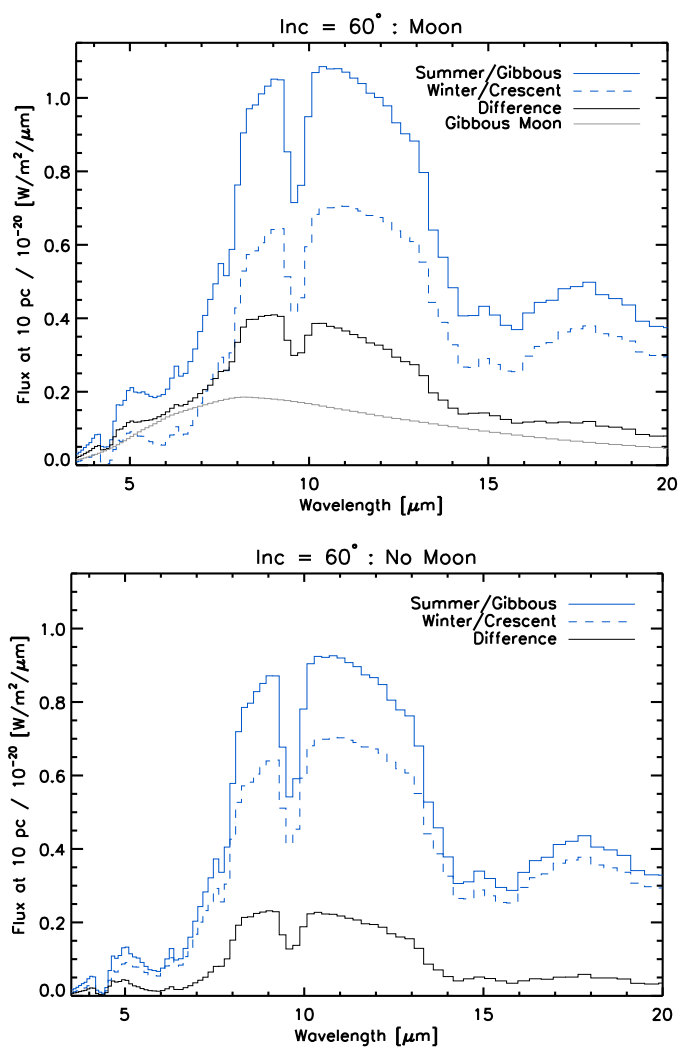 Inc = 60° : Moon
Summer/Gibbous
Winter/Crescent
Difference
Gibbous Moon
1.0
0.8
0.6
0.4
0.2
0.0
Flux at 10 pc / 10⁻²⁰ [W/m²/μm]
5 10 15 20
Wavelength [μm]
Inc = 60° : No Moon
Summer/Gibbous
Winter/Crescent
Difference
1.0
0.8
0.6
0.4
0.2
0.0
Flux at 10 pc / 10⁻²⁰ [W/m²/μm]
5 10 15 20
Wavelength [μm]